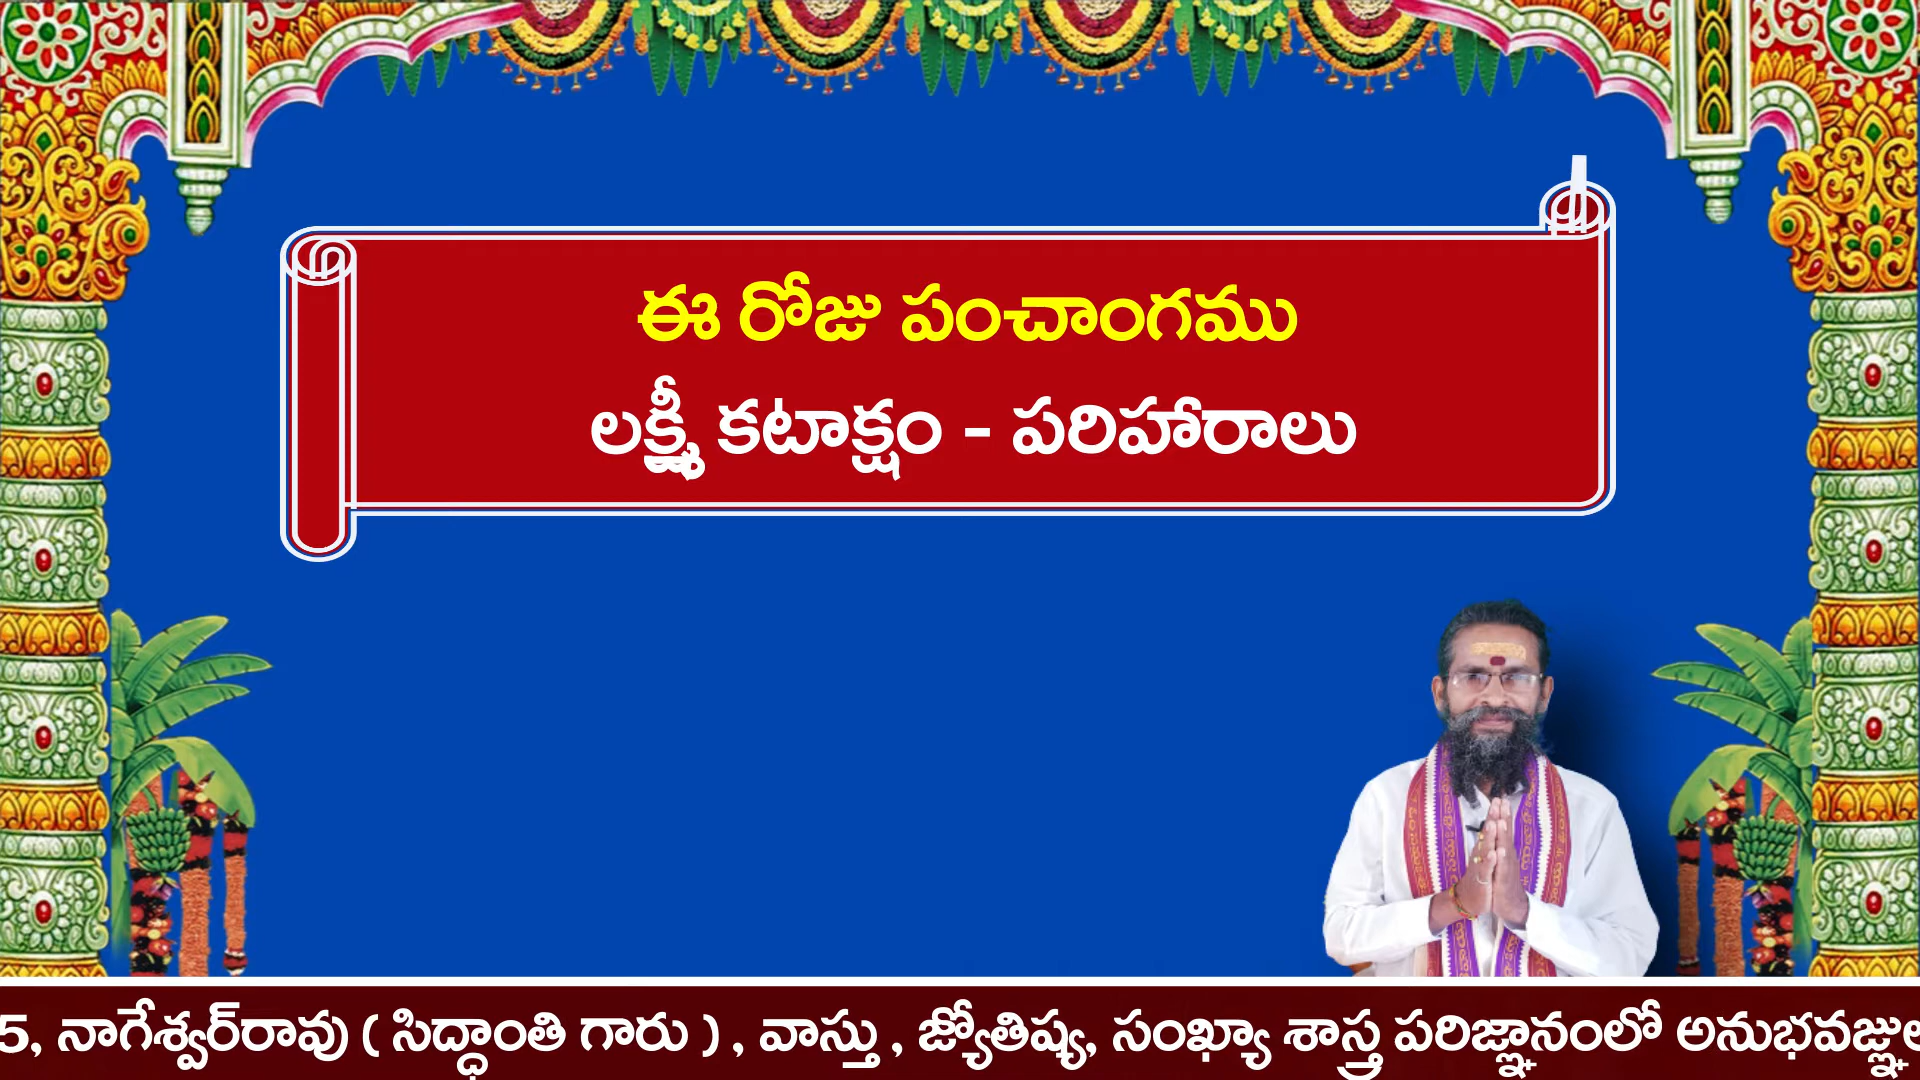 ఈ రోజు పంచాంగము
లక్ష్మీ కటాక్షం - పరిహారాలు
5, నాగేశ్వర్‌రావు ( సిద్ధాంతి గారు ) , వాస్తు , జ్యోతిష్య, సంఖ్యా శాస్త్ర పరిజ్ఞానంలో అనుభవజ్ఞుల